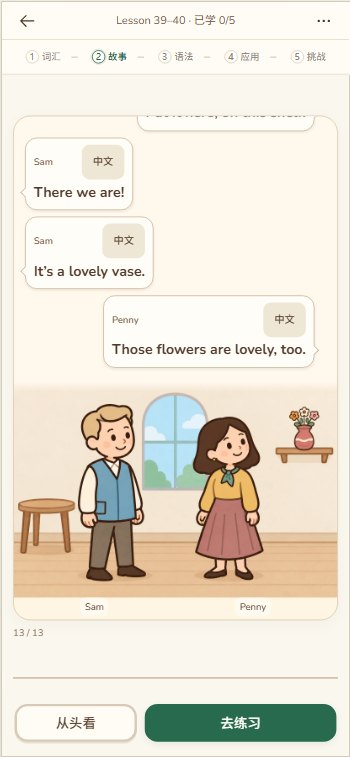 Lesson 39–40 · 已学 0/5
1 词汇 – 2 故事 – 3 语法 – 4 应用 – 5 挑战
Sam 中文
There we are!
Sam 中文
It's a lovely vase.
Penny 中文
Those flowers are lovely, too.
Sam Penny
13 / 13
从头看 去练习